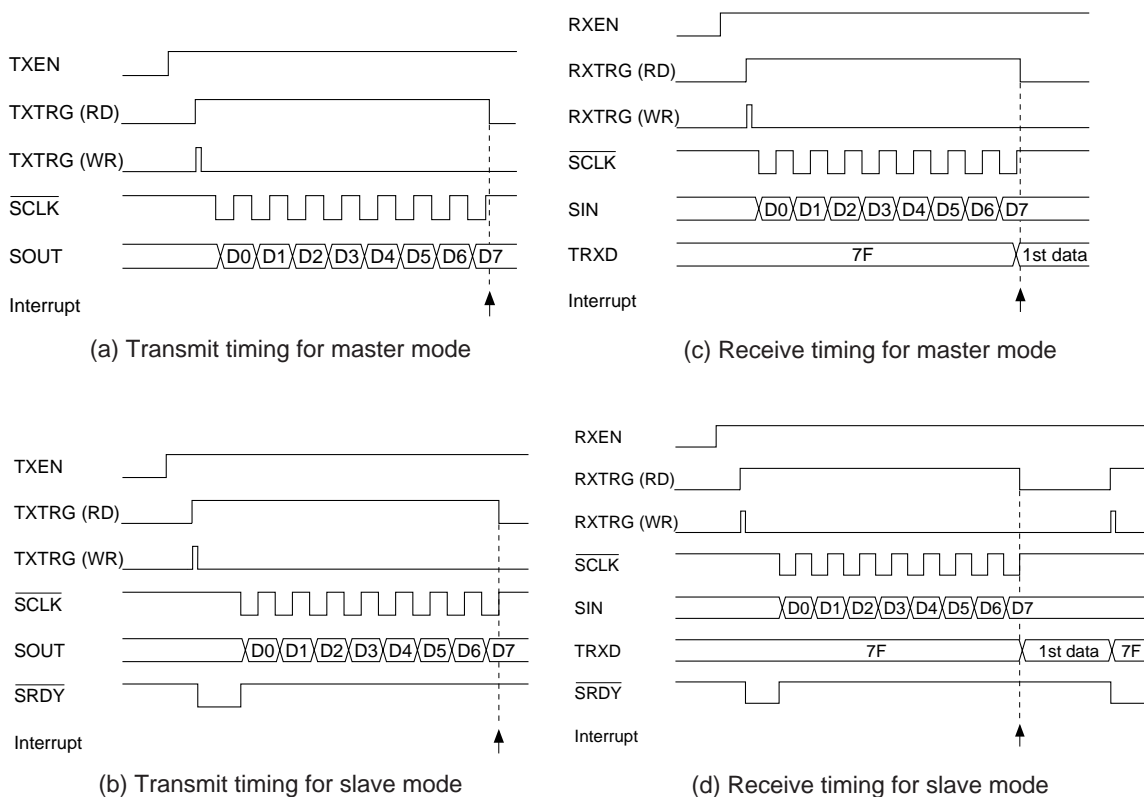 TXEN
TXTRG (RD)
TXTRG (WR)
SCLK
SOUT D0 D1 D2 D3 D4 D5 D6 D7
Interrupt
(a) Transmit timing for master mode
RXEN
RXTRG (RD)
RXTRG (WR)
SCLK
SIN D0 D1 D2 D3 D4 D5 D6 D7
TRXD 7F 1st data
Interrupt
(c) Receive timing for master mode
TXEN
TXTRG (RD)
TXTRG (WR)
SCLK
SOUT D0 D1 D2 D3 D4 D5 D6 D7
SRDY
Interrupt
(b) Transmit timing for slave mode
RXEN
RXTRG (RD)
RXTRG (WR)
SCLK
SIN D0 D1 D2 D3 D4 D5 D6 D7
TRXD 7F 1st data 7F
SRDY
Interrupt
(d) Receive timing for slave mode